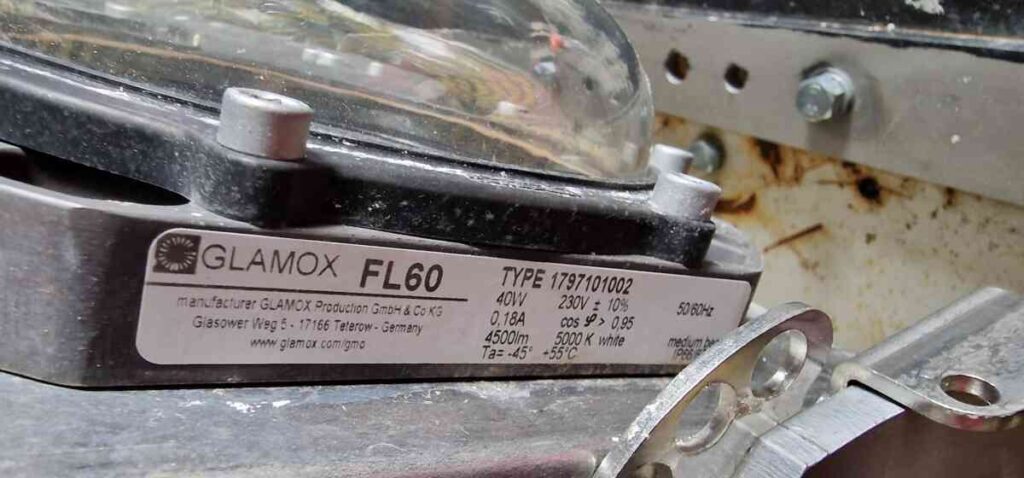 GLAMOX FL60
manufacturer GLAMOX Production GmbH & Co KG
Glasower Weg 5 - 17166 Teterow - Germany
www.glamox.com/gmo
TYPE 1797101002
40W 230V ± 10% 50/60Hz
0,18A cos φ > 0,95
4500lm 5000 K white medium
Ta= -45° +55°C